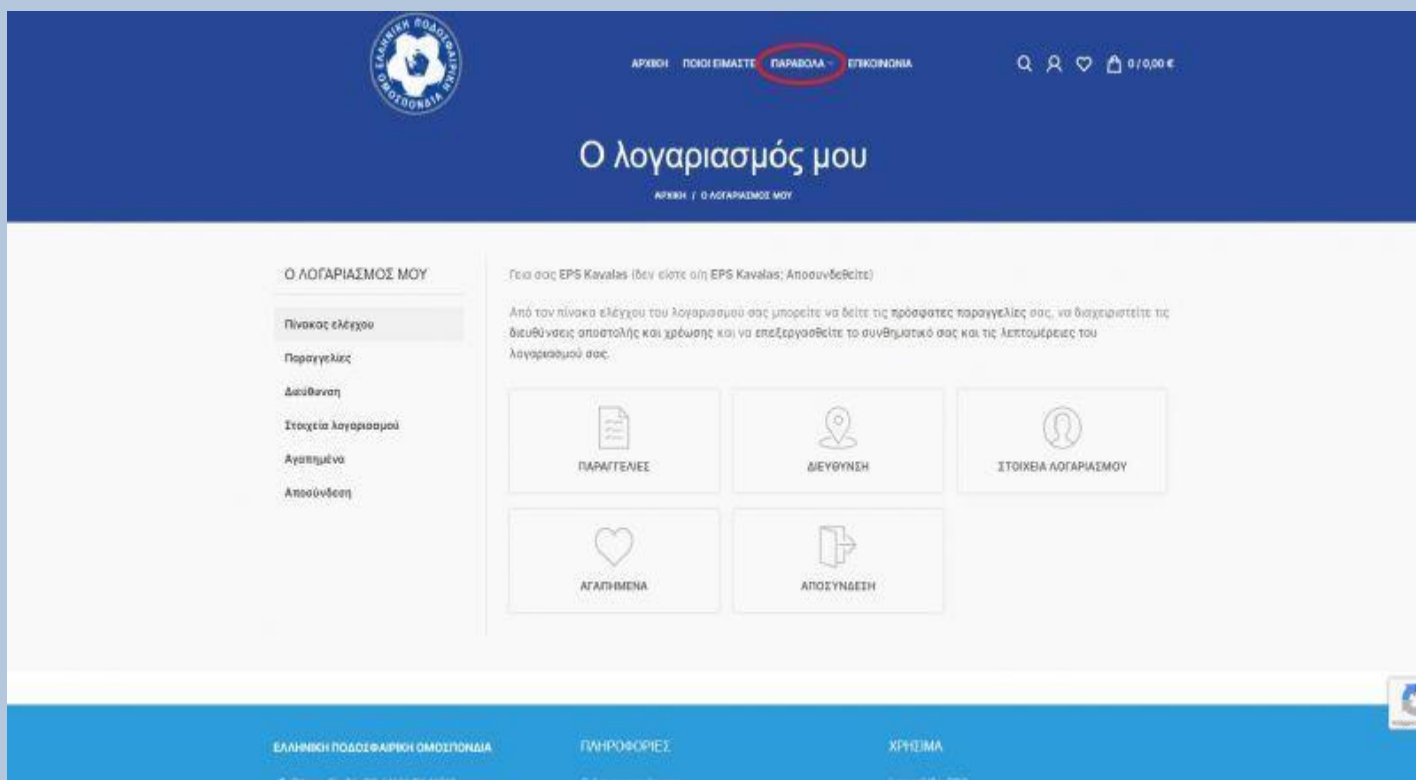 Ο ΕΛΛΗΝΙΚΗ ΠΟΔΟΣΦΑΙΡΙΚΗ ΟΜΟΣΠΟΝΔΙΑ
ΑΡΧΙΚΗ ΠΟΙΟΙ ΕΙΜΑΣΤΕ ΠΑΡΑΒΟΛΑ ΕΠΙΚΟΙΝΩΝΙΑ 0 / 0,00 €
Ο λογαριασμός μου
ΑΡΧΙΚΗ / Ο ΛΟΓΑΡΙΑΣΜΟΣ ΜΟΥ
Ο ΛΟΓΑΡΙΑΣΜΟΣ ΜΟΥ
Πίνακας ελέγχου
Παραγγελίες
Διεύθυνση
Στοιχεία λογαριασμού
Αγαπημένα
Αποσύνδεση
Γεια σας EPS Kavalas (δεν είστε ο/η EPS Kavalas; Αποσυνδεθείτε)
Από τον πίνακα ελέγχου του λογαριασμού σας μπορείτε να δείτε τις πρόσφατες παραγγελίες σας, να διαχειριστείτε τις
διευθύνσεις αποστολής και χρέωσης και να επεξεργασθείτε το συνθηματικό σας και τις λεπτομέρειες του
λογαριασμού σας.
ΠΑΡΑΓΓΕΛΙΕΣ
ΔΙΕΥΘΥΝΣΗ
ΣΤΟΙΧΕΙΑ ΛΟΓΑΡΙΑΣΜΟΥ
ΑΓΑΠΗΜΕΝΑ
ΑΠΟΣΥΝΔΕΣΗ
ΕΛΛΗΝΙΚΗ ΠΟΔΟΣΦΑΙΡΙΚΗ ΟΜΟΣΠΟΝΔΙΑ
ΠΛΗΡΟΦΟΡΙΕΣ
ΧΡΗΣΙΜΑ